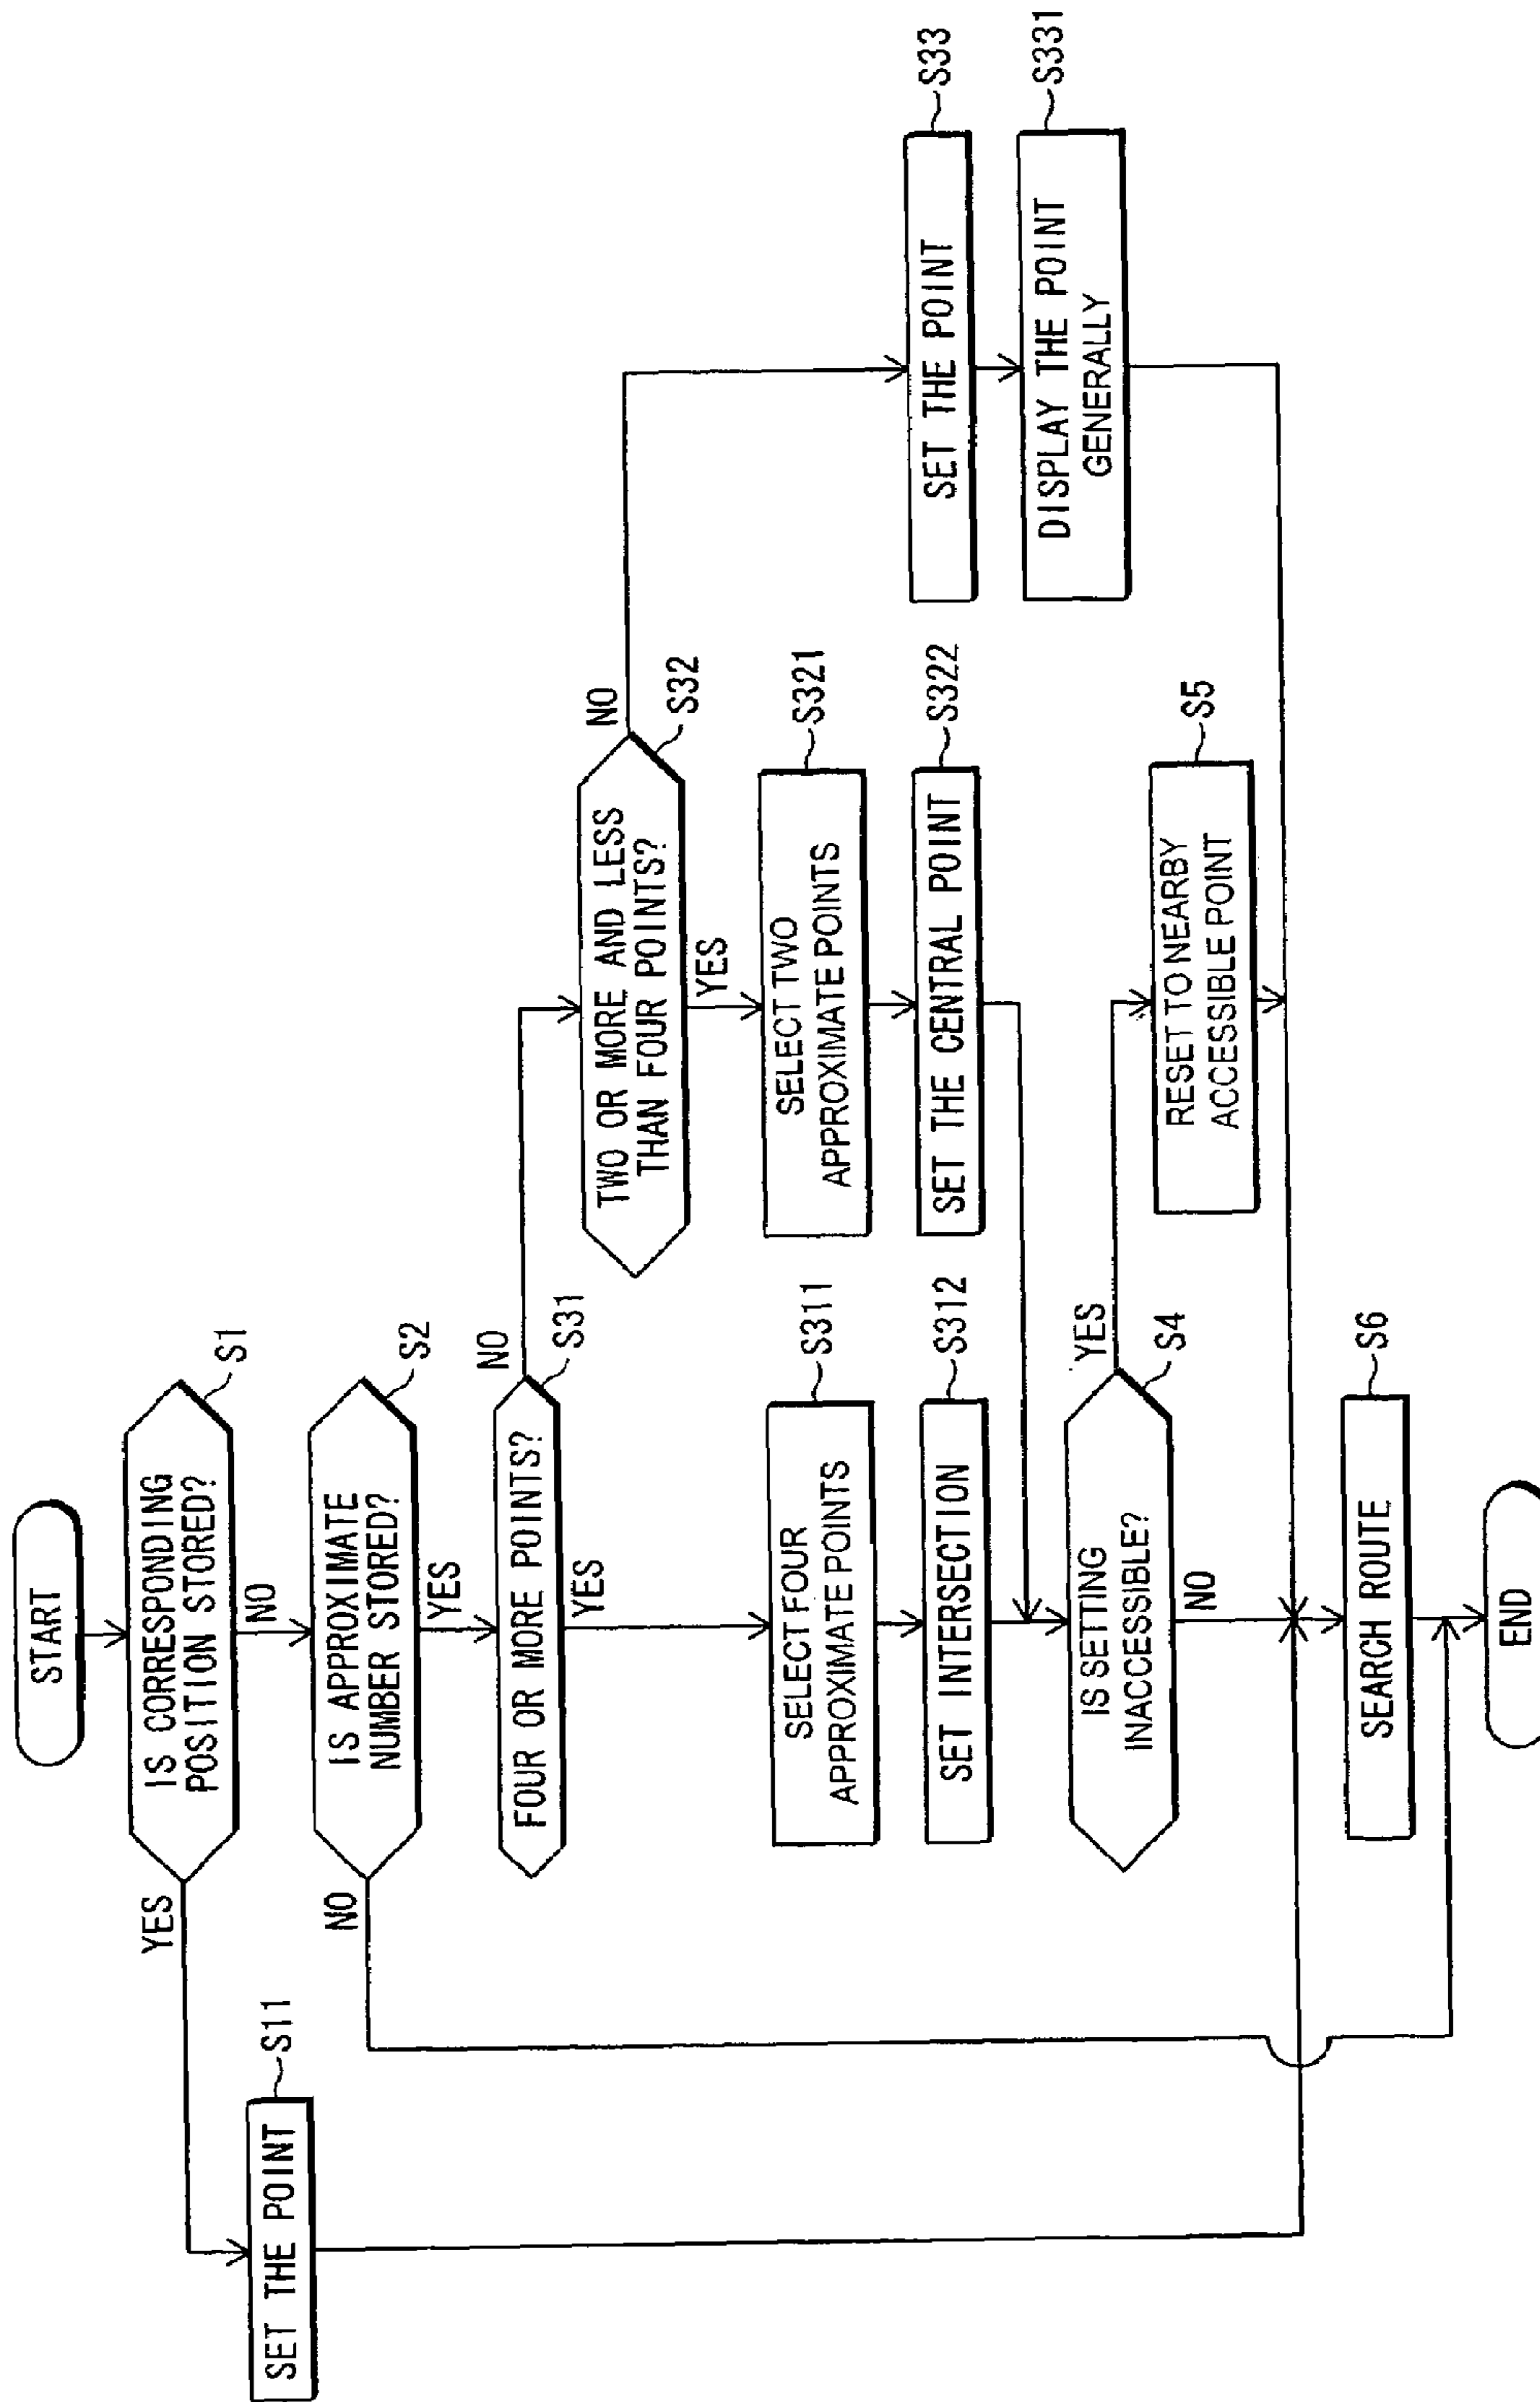 START
IS CORRESPONDING
POSITION STORED?
S1
YES
NO
SET THE POINT
S11
IS APPROXIMATE
NUMBER STORED?
S2
NO
YES
FOUR OR MORE POINTS?
S31
NO
YES
TWO OR MORE AND LESS
THAN FOUR POINTS?
S32
NO
YES
SELECT FOUR
APPROXIMATE POINTS
S311
SELECT TWO
APPROXIMATE POINTS
S321
SET INTERSECTION
S312
SET THE CENTRAL POINT
S322
SET THE POINT
S33
DISPLAY THE POINT
GENERALLY
S331
IS SETTING
INACCESSIBLE?
S4
YES
NO
RESET TO NEARBY
ACCESSIBLE POINT
S5
SEARCH ROUTE
S6
END